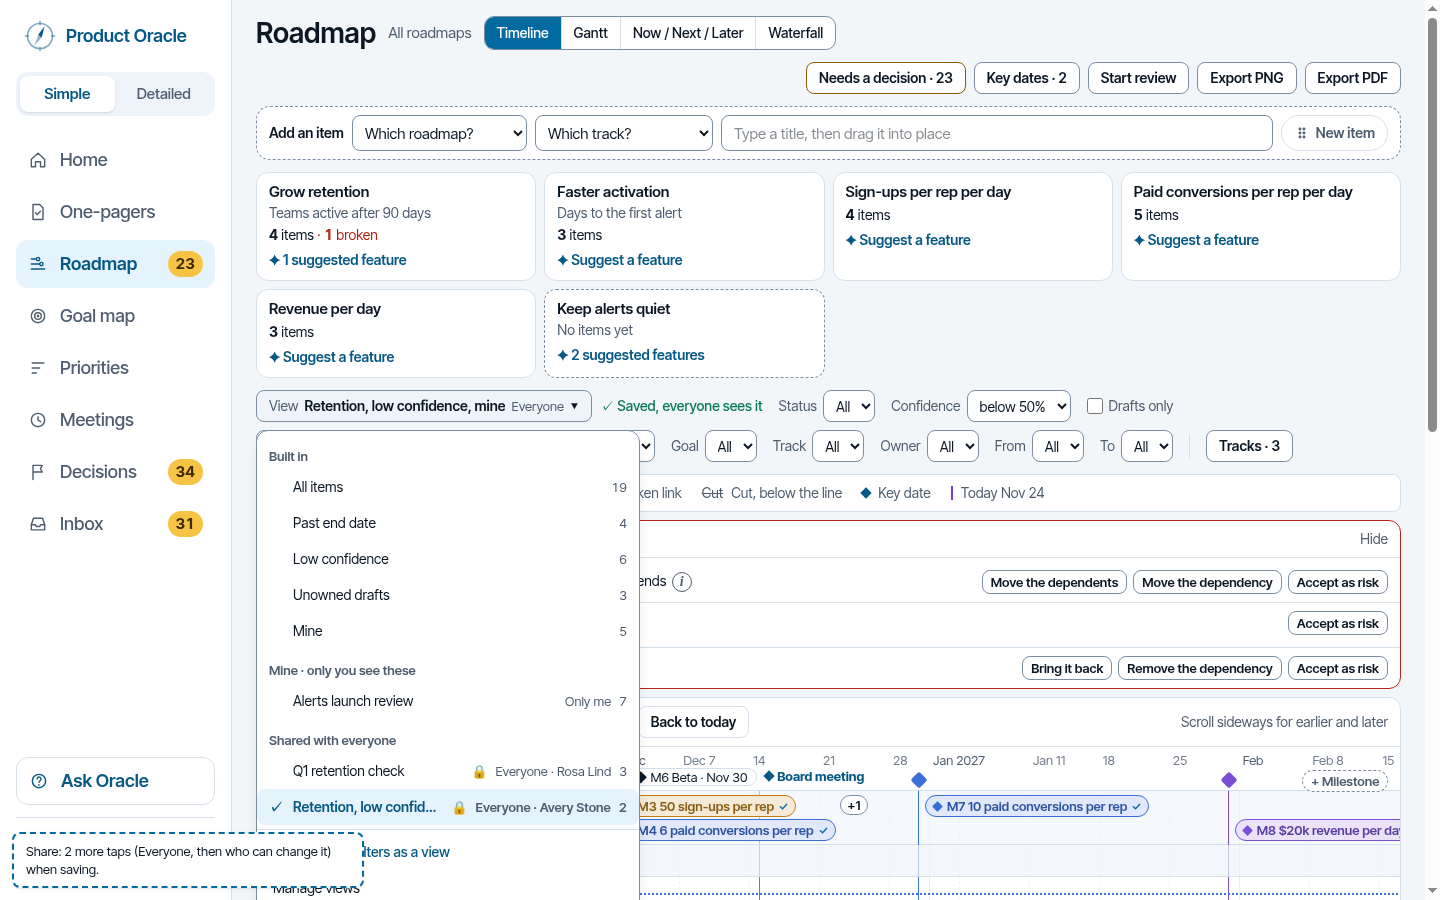 Product Oracle
Simple Detailed
Home
One-pagers
Roadmap 23
Goal map
Priorities
Meetings
Decisions 34
Inbox 31
Ask Oracle
Roadmap All roadmaps Timeline Gantt Now / Next / Later Waterfall
Needs a decision · 23 Key dates · 2 Start review Export PNG Export PDF
Add an item Which roadmap? Which track? Type a title, then drag it into place New item
Grow retention
Teams active after 90 days
4 items · 1 broken
✦ 1 suggested feature
Faster activation
Days to the first alert
3 items
✦ Suggest a feature
Sign-ups per rep per day
4 items
✦ Suggest a feature
Paid conversions per rep per day
5 items
✦ Suggest a feature
Revenue per day
3 items
✦ Suggest a feature
Keep alerts quiet
No items yet
✦ 2 suggested features
View Retention, low confidence, mine Everyone ▼ ✓ Saved, everyone sees it Status All Confidence below 50% Drafts only
Goal All Track All Owner All From All To All Tracks · 3
Built in
All items 19
Past end date 4
Low confidence 6
Unowned drafts 3
Mine 5
Mine · only you see these
Alerts launch review Only me 7
Shared with everyone
Q1 retention check 🔒 Everyone · Rosa Lind 3
✓ Retention, low confid... 🔒 Everyone · Avery Stone 2
lters as a view
Manage views
Share: 2 more taps (Everyone, then who can change it)
when saving.
ken link Cut Cut, below the line Key date Today Nov 24
Hide
ends i Move the dependents Move the dependency Accept as risk
Accept as risk
Bring it back Remove the dependency Accept as risk
Back to today Scroll sideways for earlier and later
c Dec 7 14 21 28 Jan 2027 Jan 11 18 25 Feb Feb 8 15
M6 Beta · Nov 30 Board meeting + Milestone
M3 50 sign-ups per rep ✓ +1 M7 10 paid conversions per rep ✓
M4 6 paid conversions per rep ✓ M8 $20k revenue per day